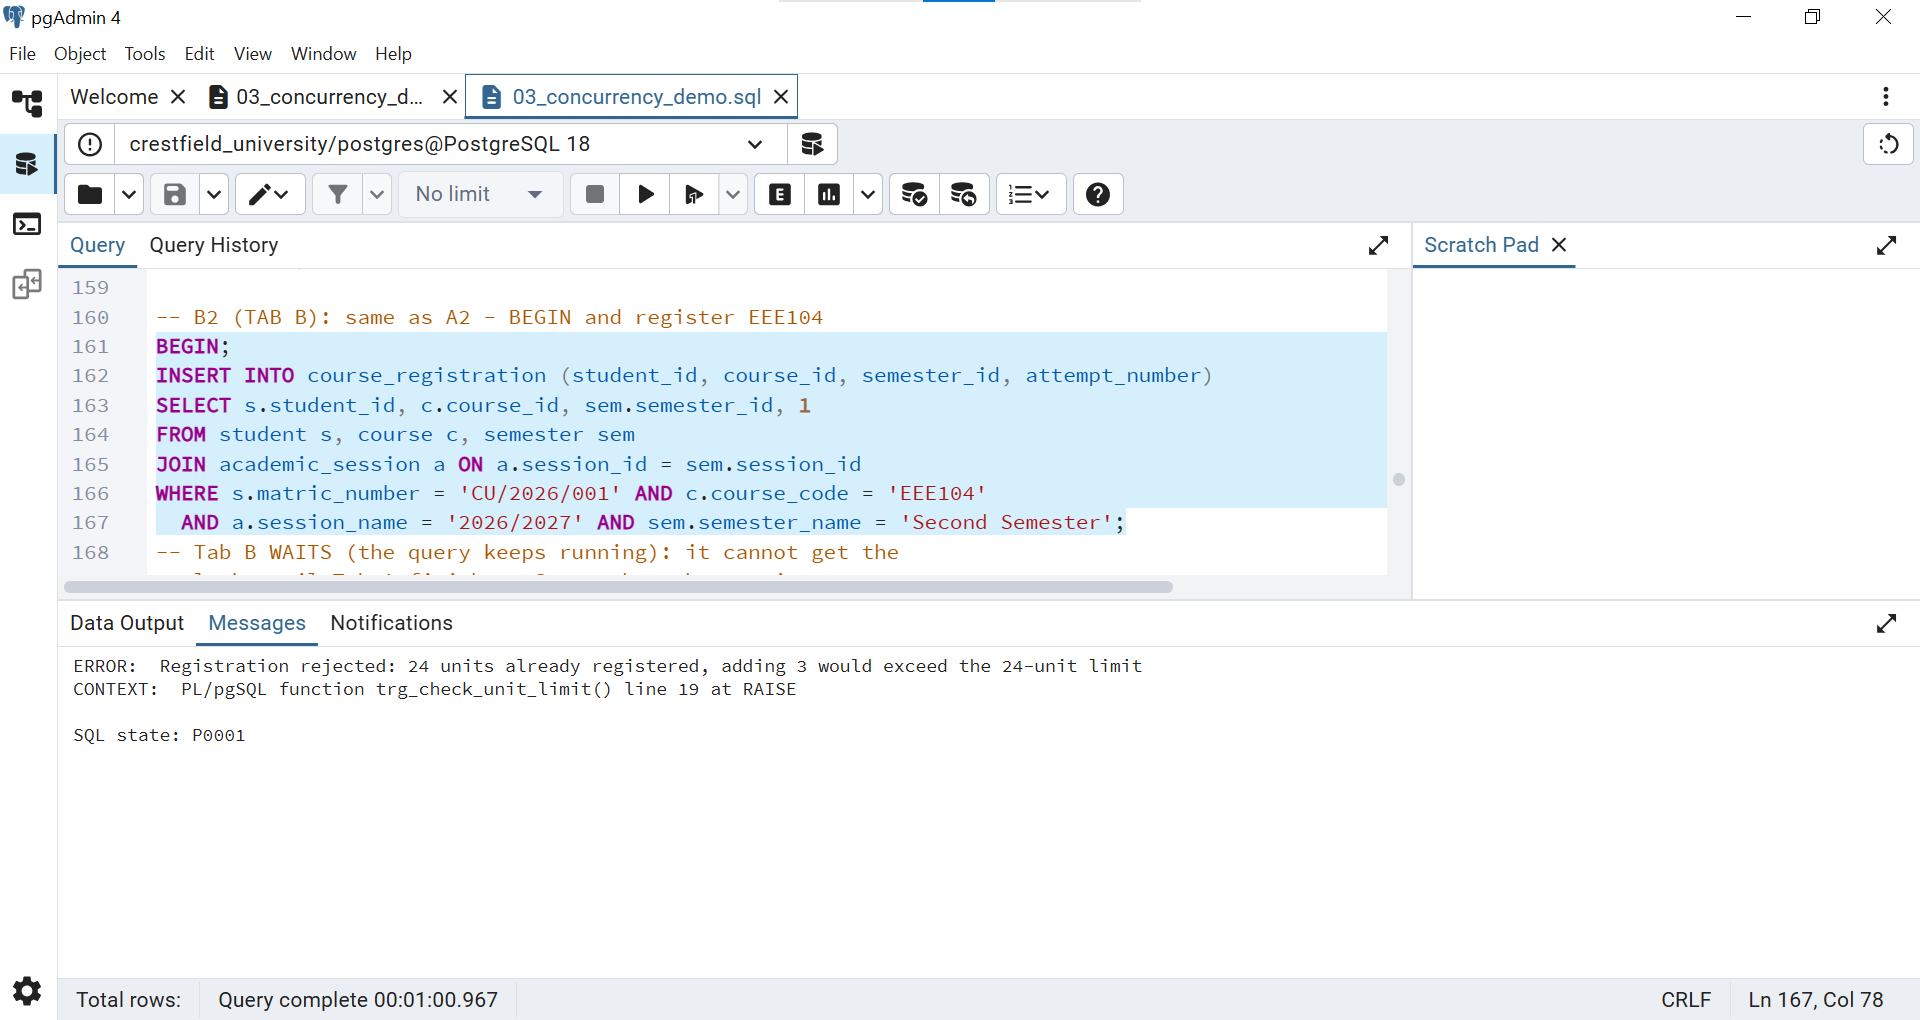 pgAdmin 4
File Object Tools Edit View Window Help
Welcome 03_concurrency_d... 03_concurrency_demo.sql
crestfield_university/postgres@PostgreSQL 18
No limit
Query Query History Scratch Pad
159
160 -- B2 (TAB B): same as A2 - BEGIN and register EEE104
161 BEGIN;
162 INSERT INTO course_registration (student_id, course_id, semester_id, attempt_number)
163 SELECT s.student_id, c.course_id, sem.semester_id, 1
164 FROM student s, course c, semester sem
165 JOIN academic_session a ON a.session_id = sem.session_id
166 WHERE s.matric_number = 'CU/2026/001' AND c.course_code = 'EEE104'
167 AND a.session_name = '2026/2027' AND sem.semester_name = 'Second Semester';
168 -- Tab B WAITS (the query keeps running): it cannot get the
Data Output Messages Notifications
ERROR: Registration rejected: 24 units already registered, adding 3 would exceed the 24-unit limit
CONTEXT: PL/pgSQL function trg_check_unit_limit() line 19 at RAISE
SQL state: P0001
Total rows: Query complete 00:01:00.967 CRLF Ln 167, Col 78